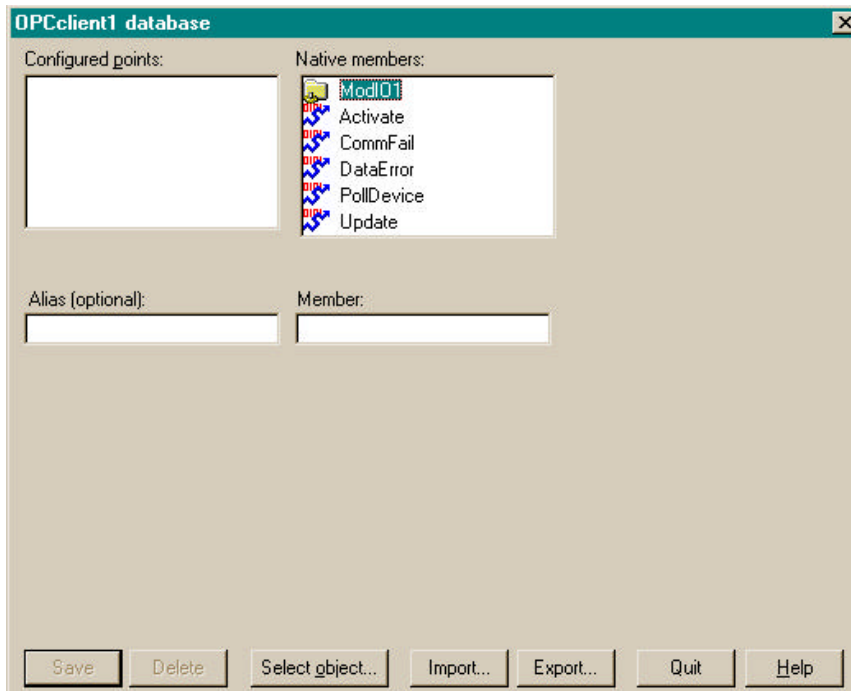 OPCclient1 database
Configured points:
Native members:
ModIO1
Activate
CommFail
DataError
PollDevice
Update
Alias (optional):
Member:
Save Delete Select object... Import... Export... Quit Help